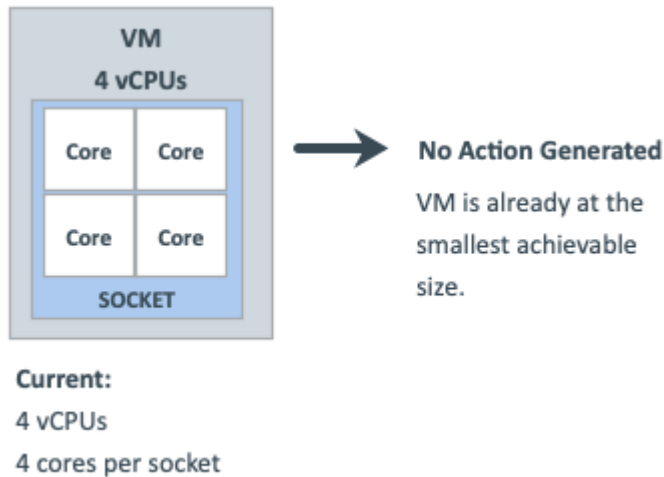 VM
4 vCPUs
Core Core
Core Core
SOCKET
No Action Generated
VM is already at the
smallest achievable
size.
Current:
4 vCPUs
4 cores per socket